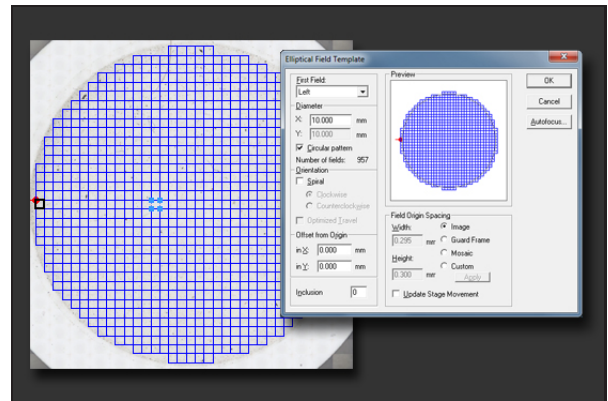 Elliptical Field Template
First Field:
Left
Diameter
X: 10.000 mm
Y: 10.000 mm
Circular pattern
Number of fields: 957
Orientation
Spiral
Clockwise
Counterclockwise
Optimized Travel
Offset from Origin
in X: 0.000 mm
in Y: 0.000 mm
Inclusion 0
Preview
Field Origin Spacing
Width:
0.295 mm
Height:
0.300 mm
Image
Guard Frame
Mosaic
Custom
Apply
Update Stage Movement
OK
Cancel
Autofocus...